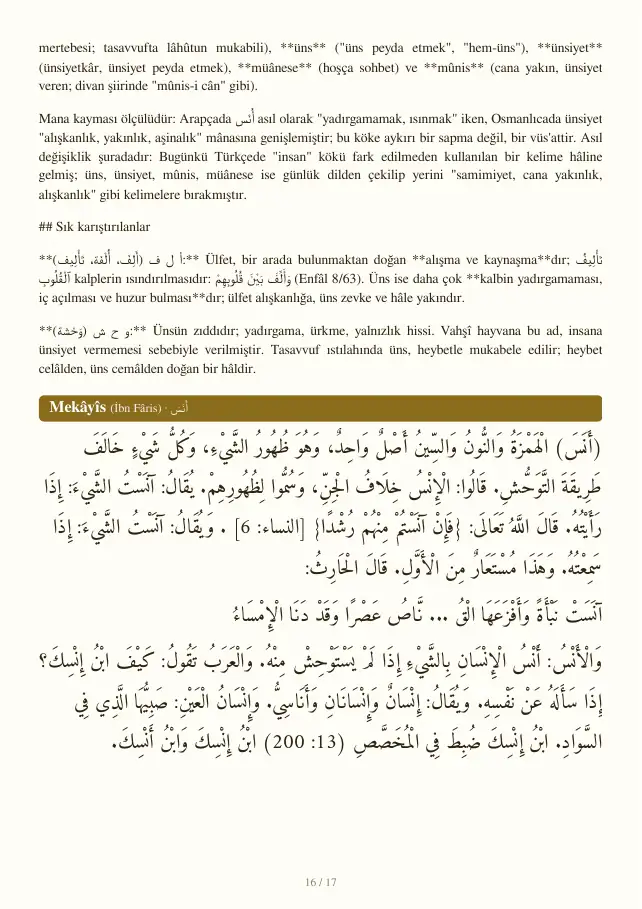 mertebesi; tasavvufta lâhûtun mukabili), **üns** ("üns peyda etmek", "hem-üns"), **ünsiyet**
(ünsiyetkâr, ünsiyet peyda etmek), **müânese** (hoşça sohbet) ve **mûnis** (cana yakın, ünsiyet
veren; divan şiirinde "mûnis-i cân" gibi).
Mana kayması ölçülüdür: Arapçada أُنْس asıl olarak "yadırgamamak, ısınmak" iken, Osmanlıcada ünsiyet
"alışkanlık, yakınlık, aşinalık" mânasına genişlemiştir; bu köke aykırı bir sapma değil, bir vüs'attir. Asıl
değişiklik şuradadır: Bugünkü Türkçede "insan" kökü fark edilmeden kullanılan bir kelime hâline
gelmiş; üns, ünsiyet, mûnis, müânese ise günlük dilden çekilip yerini "samimiyet, cana yakınlık,
alışkanlık" gibi kelimelere bırakmıştır.
## Sık karıştırılanlar
**أ ل ف (أَلِفَ، أُلْفَة، تَأْلِيف):** Ülfet, bir arada bulunmaktan doğan **alışma ve kaynaşma**dır; تَأْلِيفُ
الْقُلُوبِ kalplerin ısındırılmasıdır: وَأَلَّفَ بَيْنَ قُلُوبِهِمْ (Enfâl 8/63). Üns ise daha çok **kalbin yadırgamaması,
iç açılması ve huzur bulması**dır; ülfet alışkanlığa, üns zevke ve hâle yakındır.
**و ح ش (وَحْشَة):** Ünsün zıddıdır; yadırgama, ürkme, yalnızlık hissi. Vahşî hayvana bu ad, insana
ünsiyet vermemesi sebebiyle verilmiştir. Tasavvuf ıstılahında üns, heybetle mukabele edilir; heybet
celâlden, üns cemâlden doğan bir hâldir.
Mekâyîs (İbn Fâris) · أنَسَ
(أَنَسَ) الْهَمْزَةُ وَالنُّونُ وَالسِّينُ أَصْلٌ وَاحِدٌ، وَهُوَ ظُهُورُ الشَّيْءِ، وَكُلُّ شَيْءٍ خَالَفَ
طَرِيقَةَ التَّوَحُّشِ. قَالُوا: الْإِنْسُ خِلَافُ الْجِنِّ، وَسُمُّوا لِظُهُورِهِمْ. يُقَالُ: آنَسْتُ الشَّيْءَ: إِذَا
رَأَيْتُهُ. قَالَ اللَّهُ تَعَالَى: {فَإِنْ آنَسْتُمْ مِنْهُمْ رُشْدًا} [النساء: 6] . وَيُقَالُ: آنَسْتُ الشَّيْءَ: إِذَا
سَمِعْتُهُ. وَهَذَا مُسْتَعَارٌ مِنَ الْأَوَّلِ. قَالَ الْحَارِثُ:
آنَسَتْ نَبْأَةً وَأَفْزَعَهَا الْقُ ... نَّاصُ عَصْرًا وَقَدْ دَنَا الْإِمْسَاءُ
وَالْأُنْسُ: أُنْسُ الْإِنْسَانِ بِالشَّيْءِ إِذَا لَمْ يَسْتَوْحِشْ مِنْهُ. وَالْعَرَبُ تَقُولُ: كَيْفَ ابْنُ إِنْسِكَ؟
إِذَا سَأَلَهُ عَنْ نَفْسِهِ. وَيُقَالُ: إِنْسَانٌ وَإِنْسَانَانِ وَأَنَاسِيُّ. وَإِنْسَانُ الْعَيْنِ: صَبِيُّهَا الَّذِي فِي
السَّوَادِ. ابْنُ إِنْسِكَ ضُبِطَ فِي الْمُخَصَّصِ (13: 200) ابْنُ إِنْسِكَ وَابْنُ أُنْسِكَ.
16 / 17